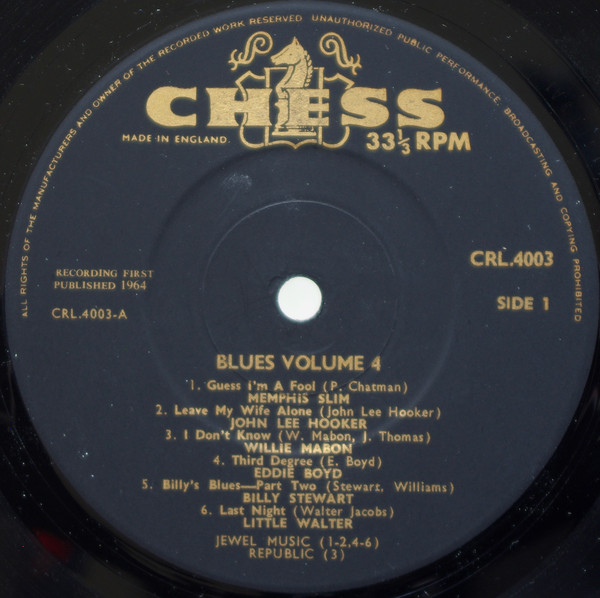 ALL RIGHTS OF THE MANUFACTURERS AND OWNER OF THE RECORDED WORK RESERVED UNAUTHORIZED PUBLIC PERFORMANCE, BROADCASTING AND COPYING PROHIBITED
CHESS
MADE IN ENGLAND.
33⅓ RPM
CRL.4003
RECORDING FIRST
PUBLISHED 1964
SIDE 1
CRL.4003-A
BLUES VOLUME 4
1. Guess I'm A Fool (P. Chatman)
MEMPHIS SLIM
2. Leave My Wife Alone (John Lee Hooker)
JOHN LEE HOOKER
3. I Don't Know (W. Mabon, J. Thomas)
WILLIE MABON
4. Third Degree (E. Boyd)
EDDIE BOYD
5. Billy's Blues—Part Two (Stewart, Williams)
BILLY STEWART
6. Last Night (Walter Jacobs)
LITTLE WALTER
JEWEL MUSIC (1-2,4-6)
REPUBLIC (3)